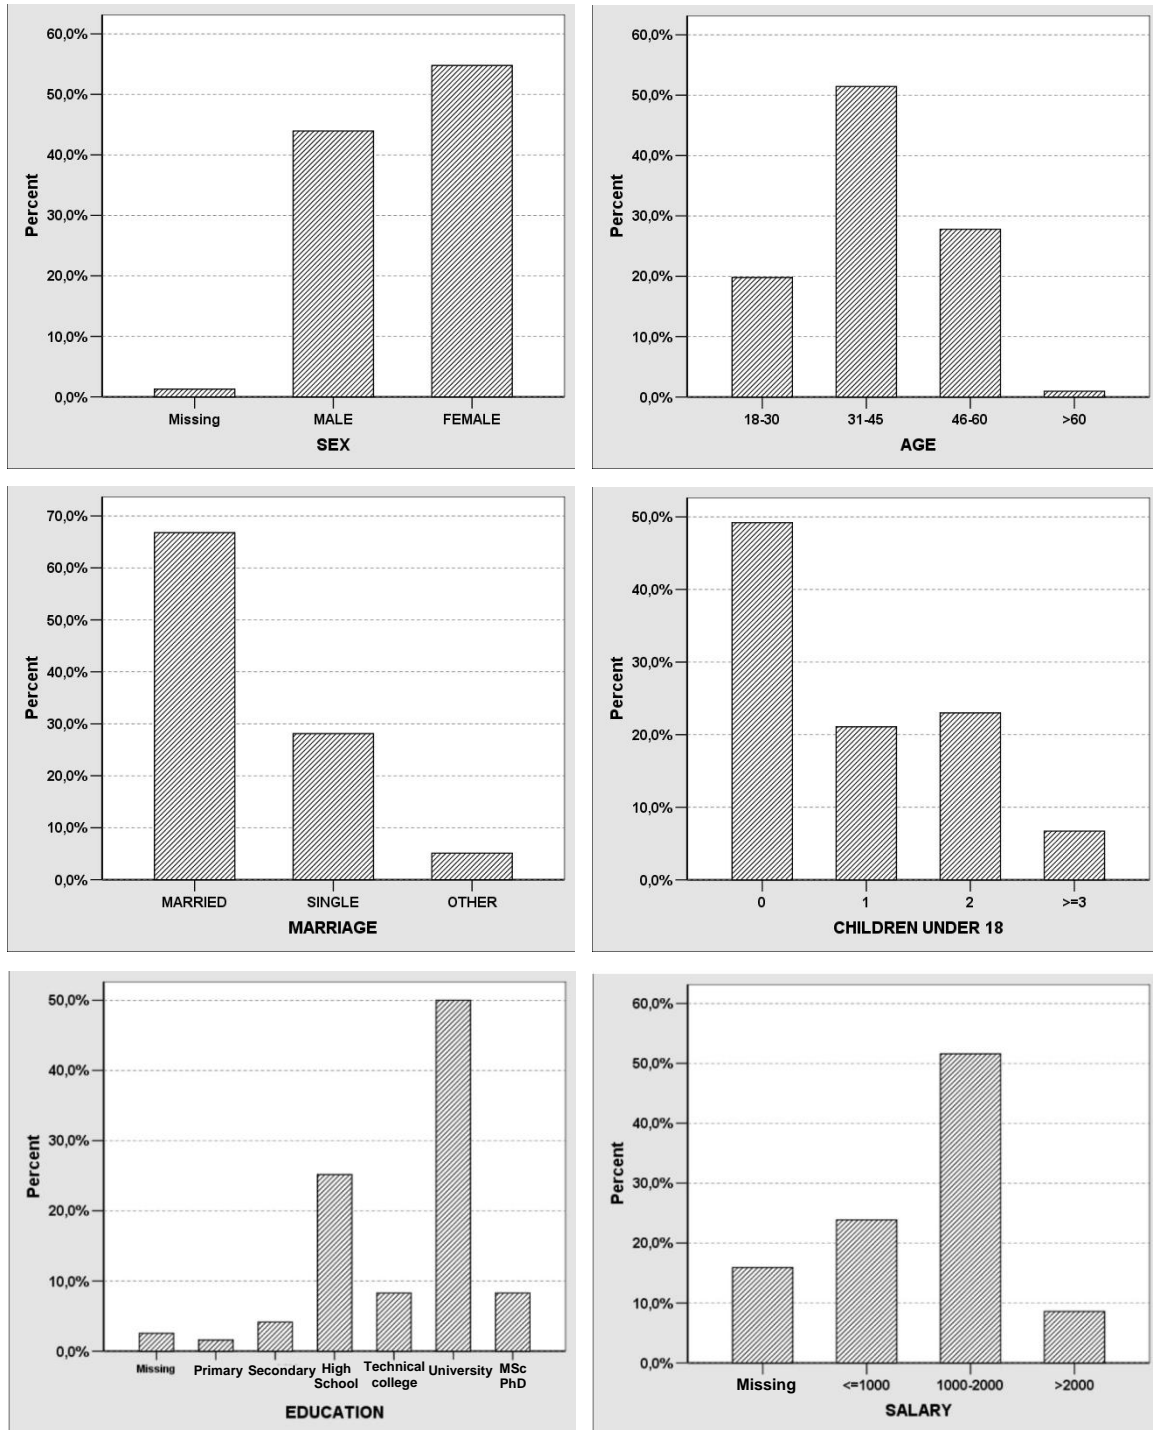 60,0%
50,0%
40,0%
30,0%
20,0%
10,0%
0,0%
Percent
Missing MALE FEMALE
SEX
60,0%
50,0%
40,0%
30,0%
20,0%
10,0%
0,0%
Percent
18-30 31-45 46-60 >60
AGE
70,0%
60,0%
50,0%
40,0%
30,0%
20,0%
10,0%
0,0%
Percent
MARRIED SINGLE OTHER
MARRIAGE
50,0%
40,0%
30,0%
20,0%
10,0%
0,0%
Percent
0 1 2 >=3
CHILDREN UNDER 18
50,0%
40,0%
30,0%
20,0%
10,0%
0,0%
Percent
Missing Primary Secondary High Technical University MSc
School college PhD
EDUCATION
60,0%
50,0%
40,0%
30,0%
20,0%
10,0%
0,0%
Percent
Missing <=1000 1000-2000 >2000
SALARY